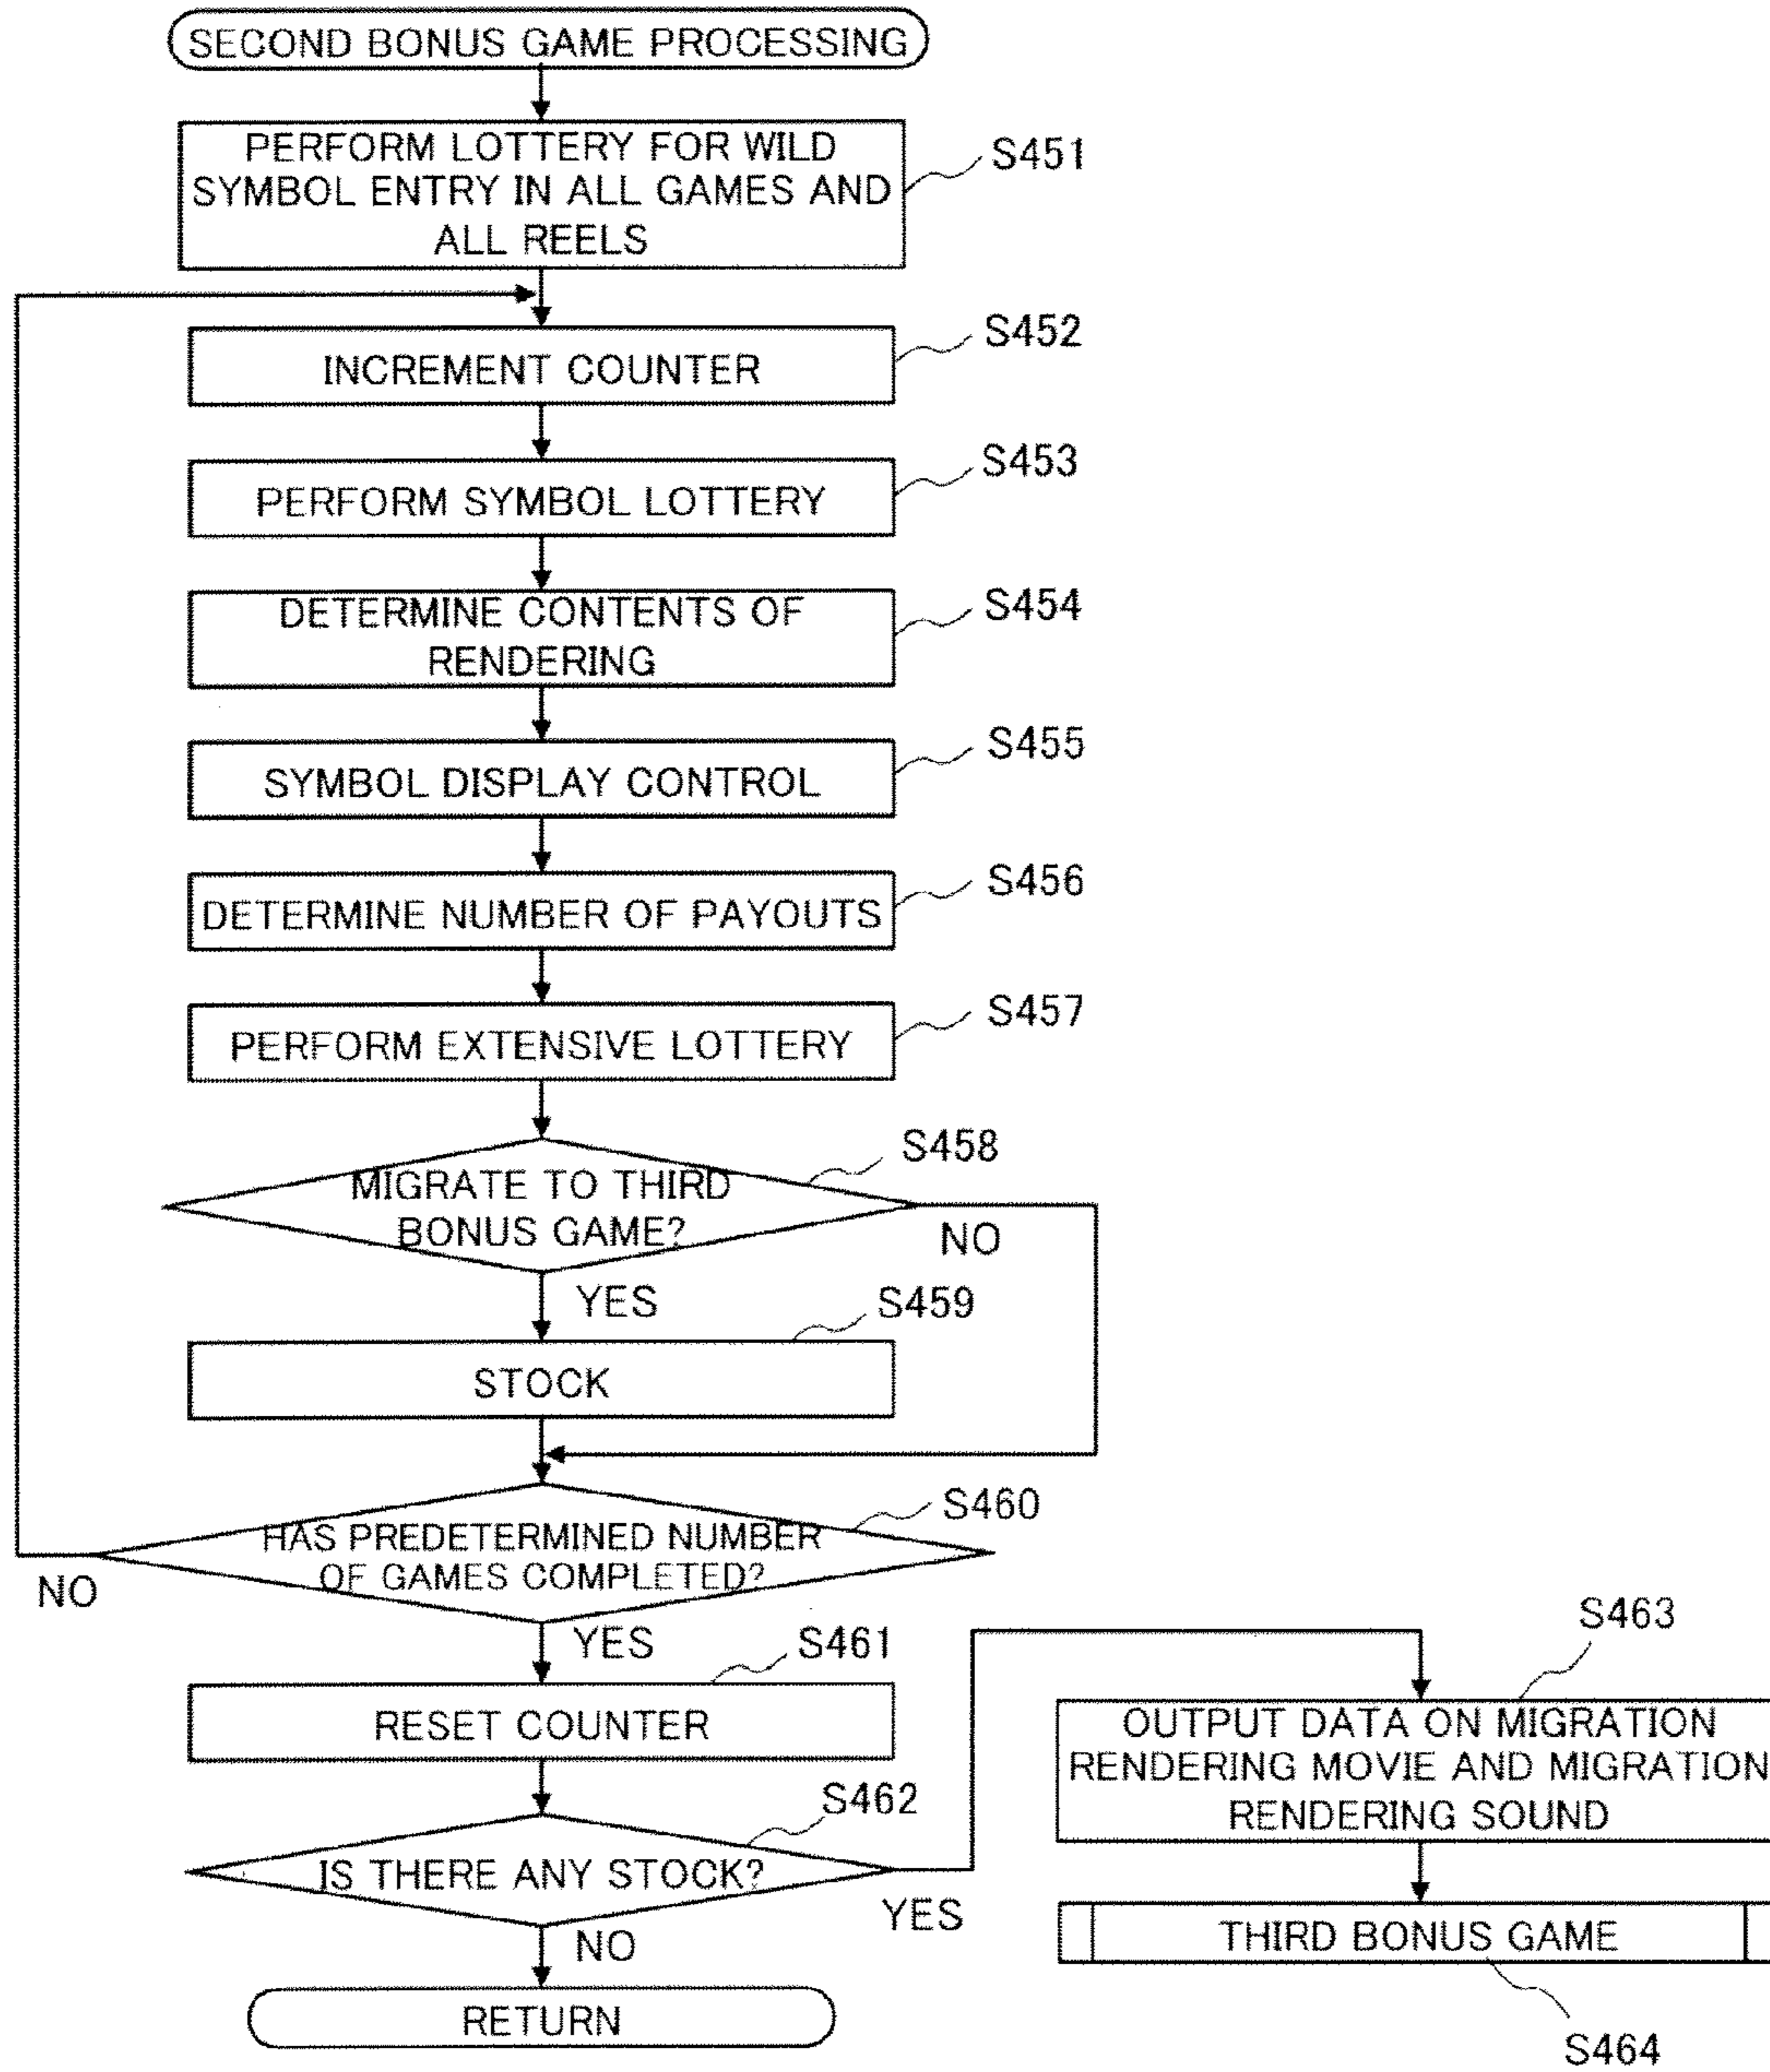 SECOND BONUS GAME PROCESSING
PERFORM LOTTERY FOR WILD
SYMBOL ENTRY IN ALL GAMES AND
ALL REELS
S451
INCREMENT COUNTER
S452
PERFORM SYMBOL LOTTERY
S453
DETERMINE CONTENTS OF
RENDERING
S454
SYMBOL DISPLAY CONTROL
S455
DETERMINE NUMBER OF PAYOUTS
S456
PERFORM EXTENSIVE LOTTERY
S457
MIGRATE TO THIRD
BONUS GAME?
S458
NO
YES
STOCK
S459
HAS PREDETERMINED NUMBER
OF GAMES COMPLETED?
S460
NO
YES
RESET COUNTER
S461
IS THERE ANY STOCK?
S462
YES
NO
RETURN
S463
OUTPUT DATA ON MIGRATION
RENDERING MOVIE AND MIGRATION
RENDERING SOUND
THIRD BONUS GAME
S464